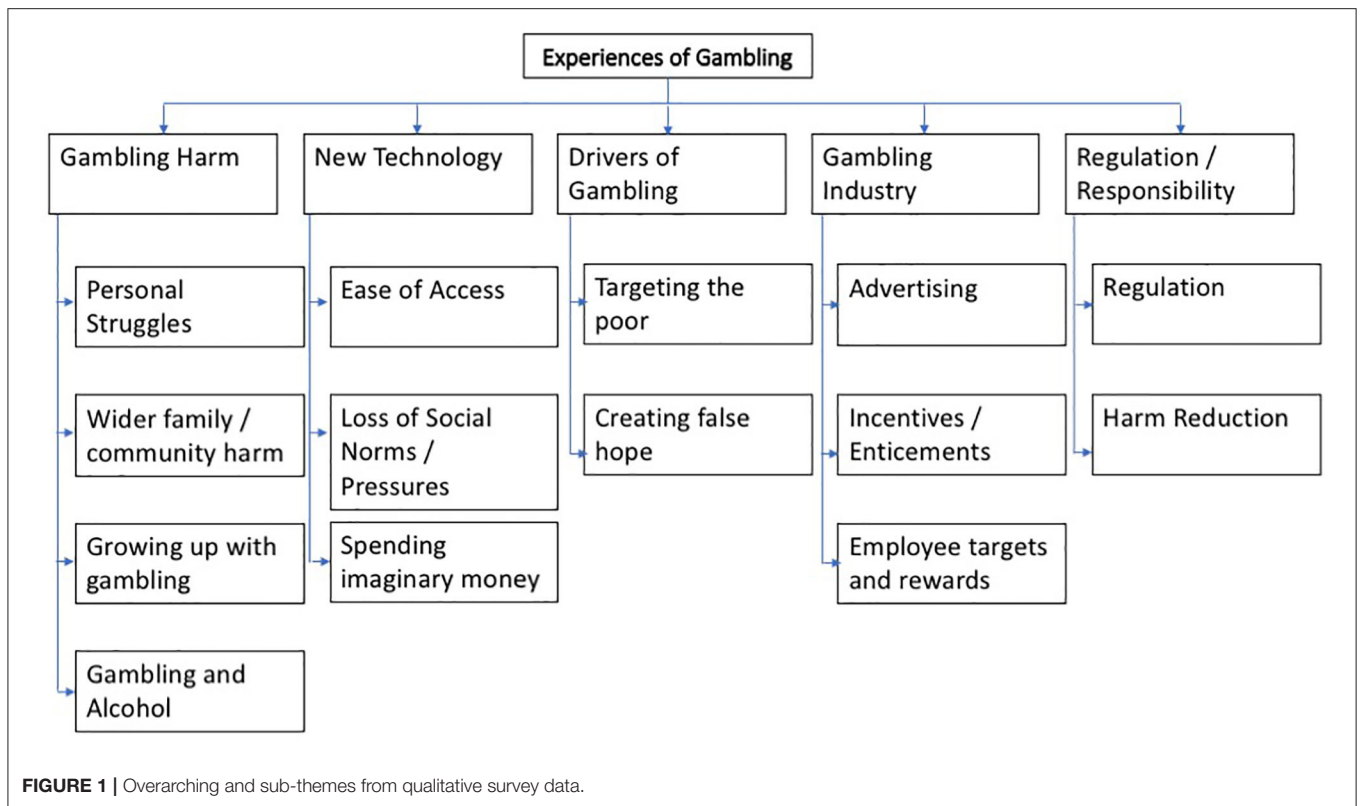 Experiences of Gambling
Gambling Harm
Personal
Struggles
Wider family /
community harm
Growing up with
gambling
Gambling and
Alcohol
New Technology
Ease of Access
Loss of Social
Norms /
Pressures
Spending
imaginary money
Drivers of
Gambling
Targeting the
poor
Creating false
hope
Gambling
Industry
Advertising
Incentives /
Enticements
Employee targets
and rewards
Regulation /
Responsibility
Regulation
Harm Reduction
FIGURE 1 | Overarching and sub-themes from qualitative survey data.